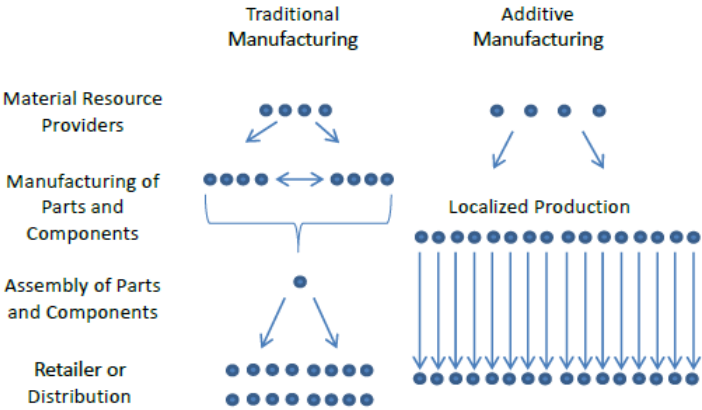 Traditional
Manufacturing
Additive
Manufacturing
Material Resource
Providers
Manufacturing of
Parts and
Components
Localized Production
Assembly of Parts
and Components
Retailer or
Distribution